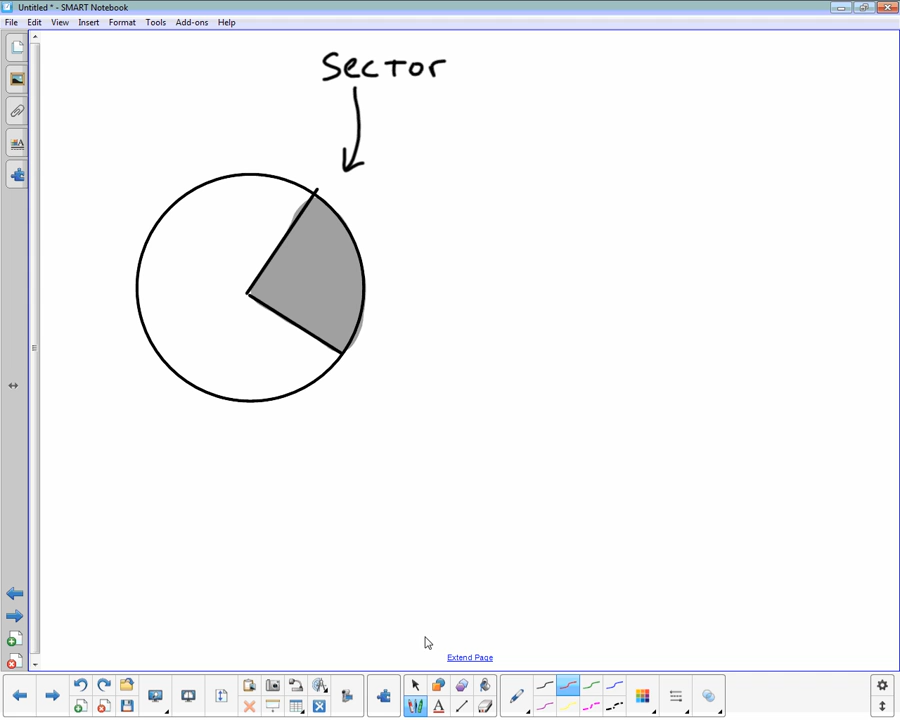 Untitled * - SMART Notebook
File Edit View Insert Format Tools Add-ons Help
Sector
Extend Page